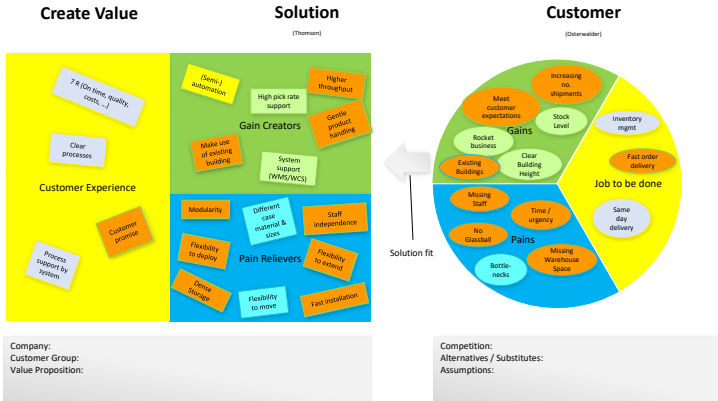 Create Value
Solution
(Thomson)
Customer
(Osterwalder)
7 R (On time, quality,
costs, ...)
Clear
processes
Customer Experience
Customer
promise
Process
support by
system
(Semi-)
automation
Higher
throughput
High pick rate
support
Gentle
product
handling
Gain Creators
Make use
of existing
building
System
support
(WMS/WCS)
Modularity
Different
case
material &
sizes
Staff
independence
Flexibility
to deploy
Pain Relievers
Flexibility
to extend
Dense
Storage
Flexibility
to move
Fast installation
Solution fit
Increasing
no.
shipments
Meet
customer
expectations
Stock
Level
Gains
Rocket
business
Existing
Buildings
Clear
Building
Height
Inventory
mgmt
Fast order
delivery
Job to be done
Same
day
delivery
Missing
Staff
Time /
urgency
No
Glassball
Pains
Missing
Warehouse
Space
Bottle-
necks
Company:
Customer Group:
Value Proposition:
Competition:
Alternatives / Substitutes:
Assumptions: